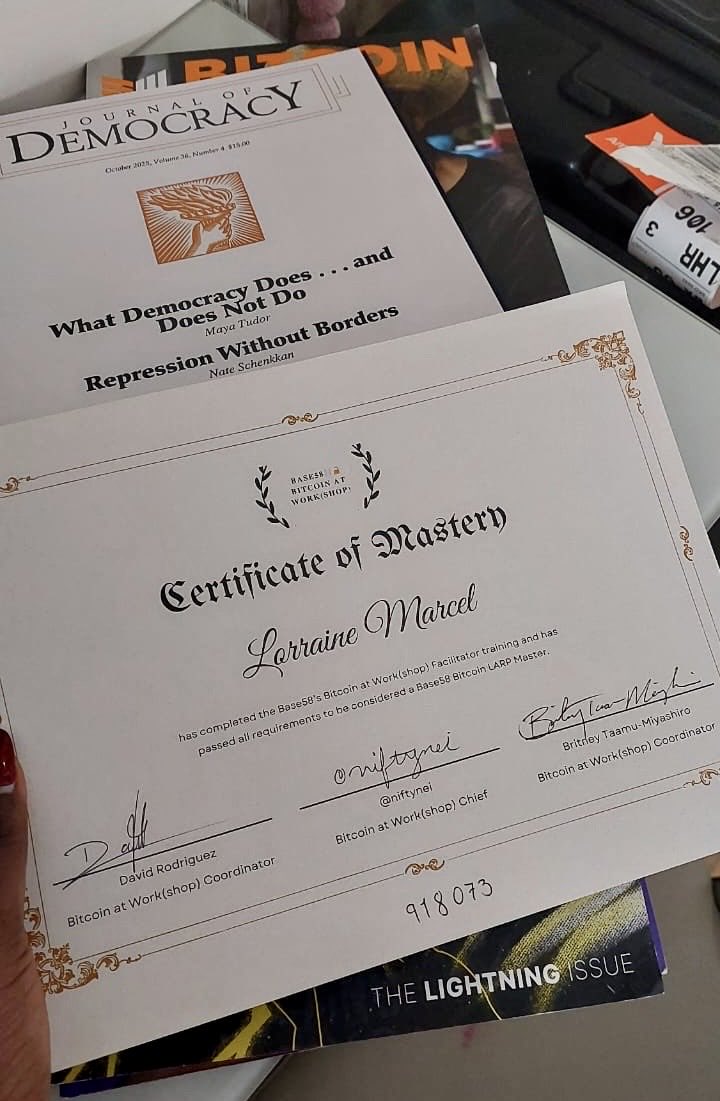 BITCOIN
JOURNAL OF
DEMOCRACY
October 2025, Volume 36, Number 4 $15.00
What Democracy Does . . . and
Does Not Do
Maya Tudor
Repression Without Borders
Nate Schenkkan
LHR
3
106
BASE58
BITCOIN AT
WORK(SHOP)
Certificate of Mastery
Lorraine Marcel
has completed the Base58's Bitcoin at Work(shop) Facilitator training and has
passed all requirements to be considered a Base58 Bitcoin LARP Master.
David Rodriguez
Bitcoin at Work(shop) Coordinator
@niftynei
@niftynei
Bitcoin at Work(shop) Chief
Britney Taamu-Miyashiro
Bitcoin at Work(shop) Coordinator
918073
THE LIGHTNING ISSUE